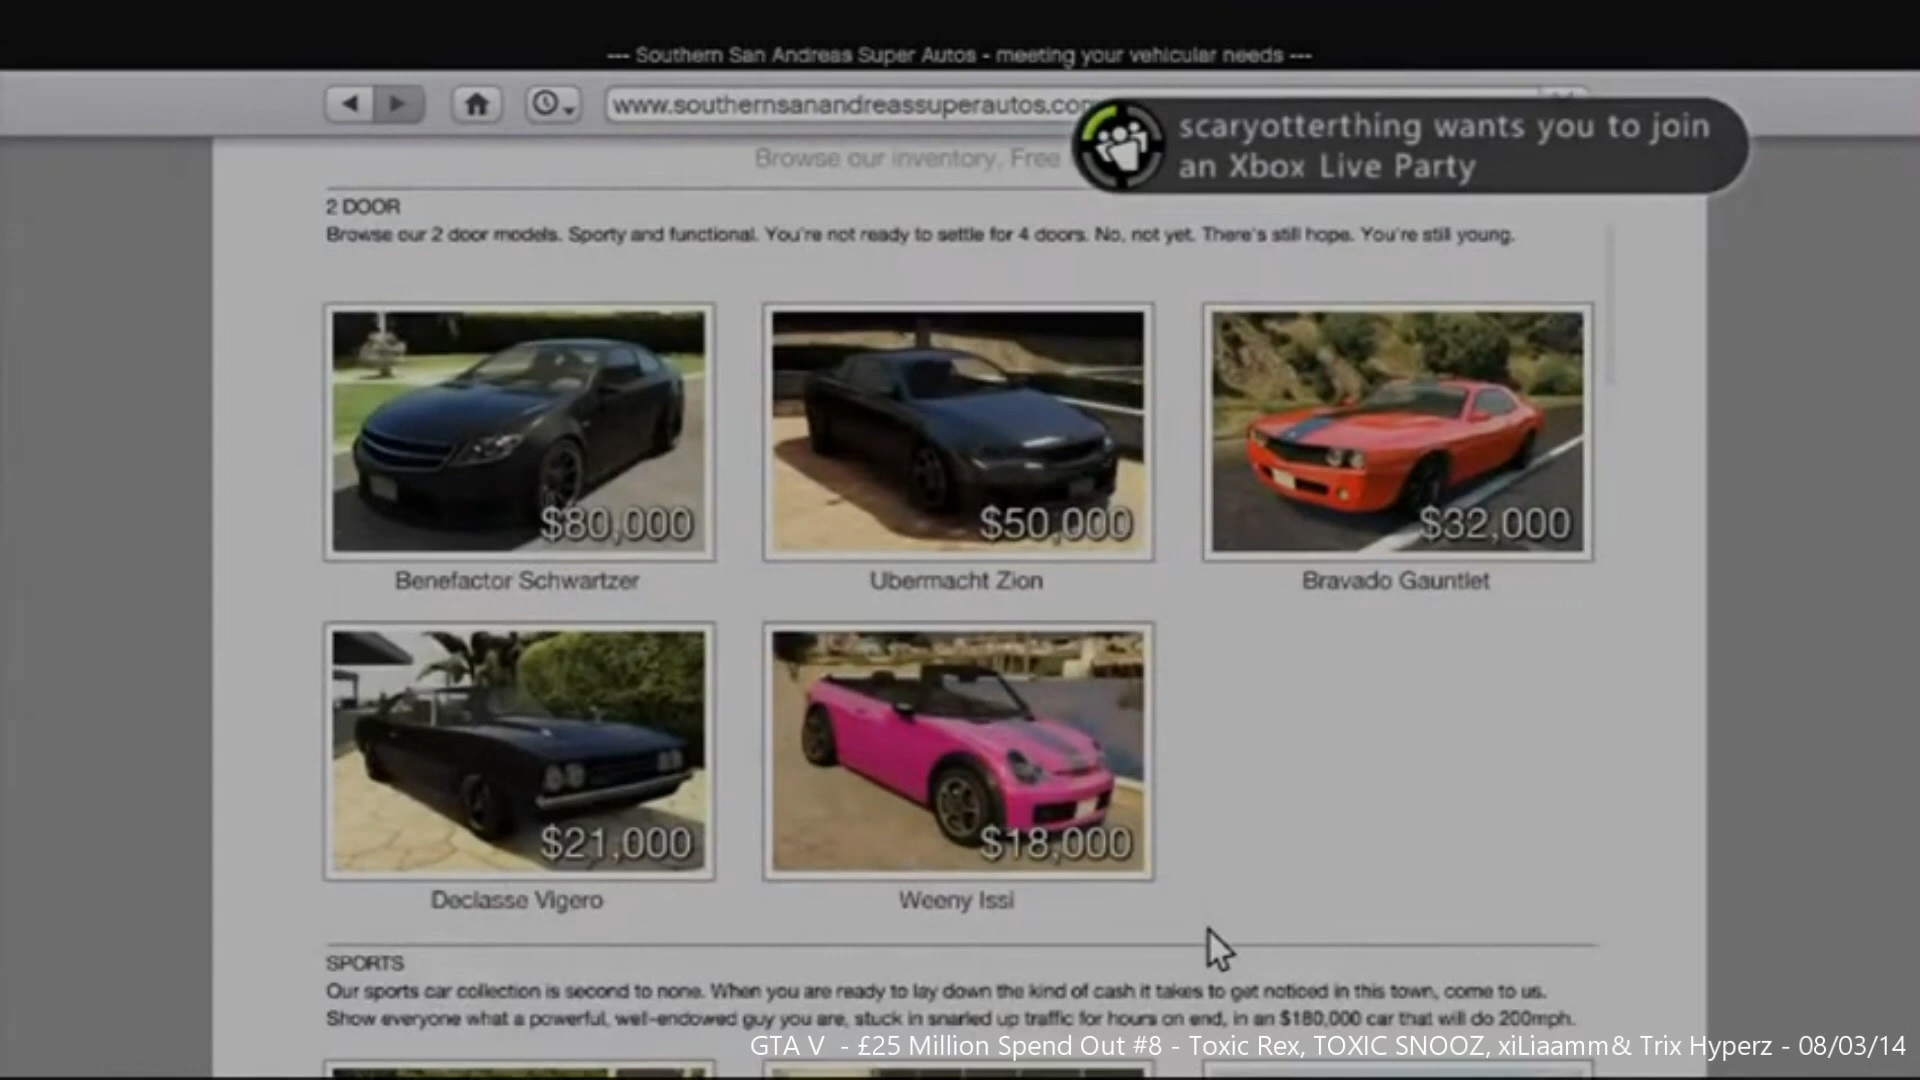 --- Southern San Andreas Super Autos - meeting your vehicular needs ---
www.southernsanandreassuperautos.com
scaryotterthing wants you to join
an Xbox Live Party
Browse our inventory. Free
2 DOOR
Browse our 2 door models. Sporty and functional. You're not ready to settle for 4 doors. No, not yet. There's still hope. You're still young.
$80,000
$50,000
$32,000
Benefactor Schwartzer
Ubermacht Zion
Bravado Gauntlet
$21,000
$18,000
Declasse Vigero
Weeny Issi
SPORTS
Our sports car collection is second to none. When you are ready to lay down the kind of cash it takes to get noticed in this town, come to us.
Show everyone what a powerful, well-endowed guy you are, stuck in snarled up traffic for hours on end, in an $180,000 car that will do 200mph.
GTA V - £25 Million Spend Out #8 - Toxic Rex, TOXIC SNOOZ, xiLiaamm& Trix Hyperz - 08/03/14